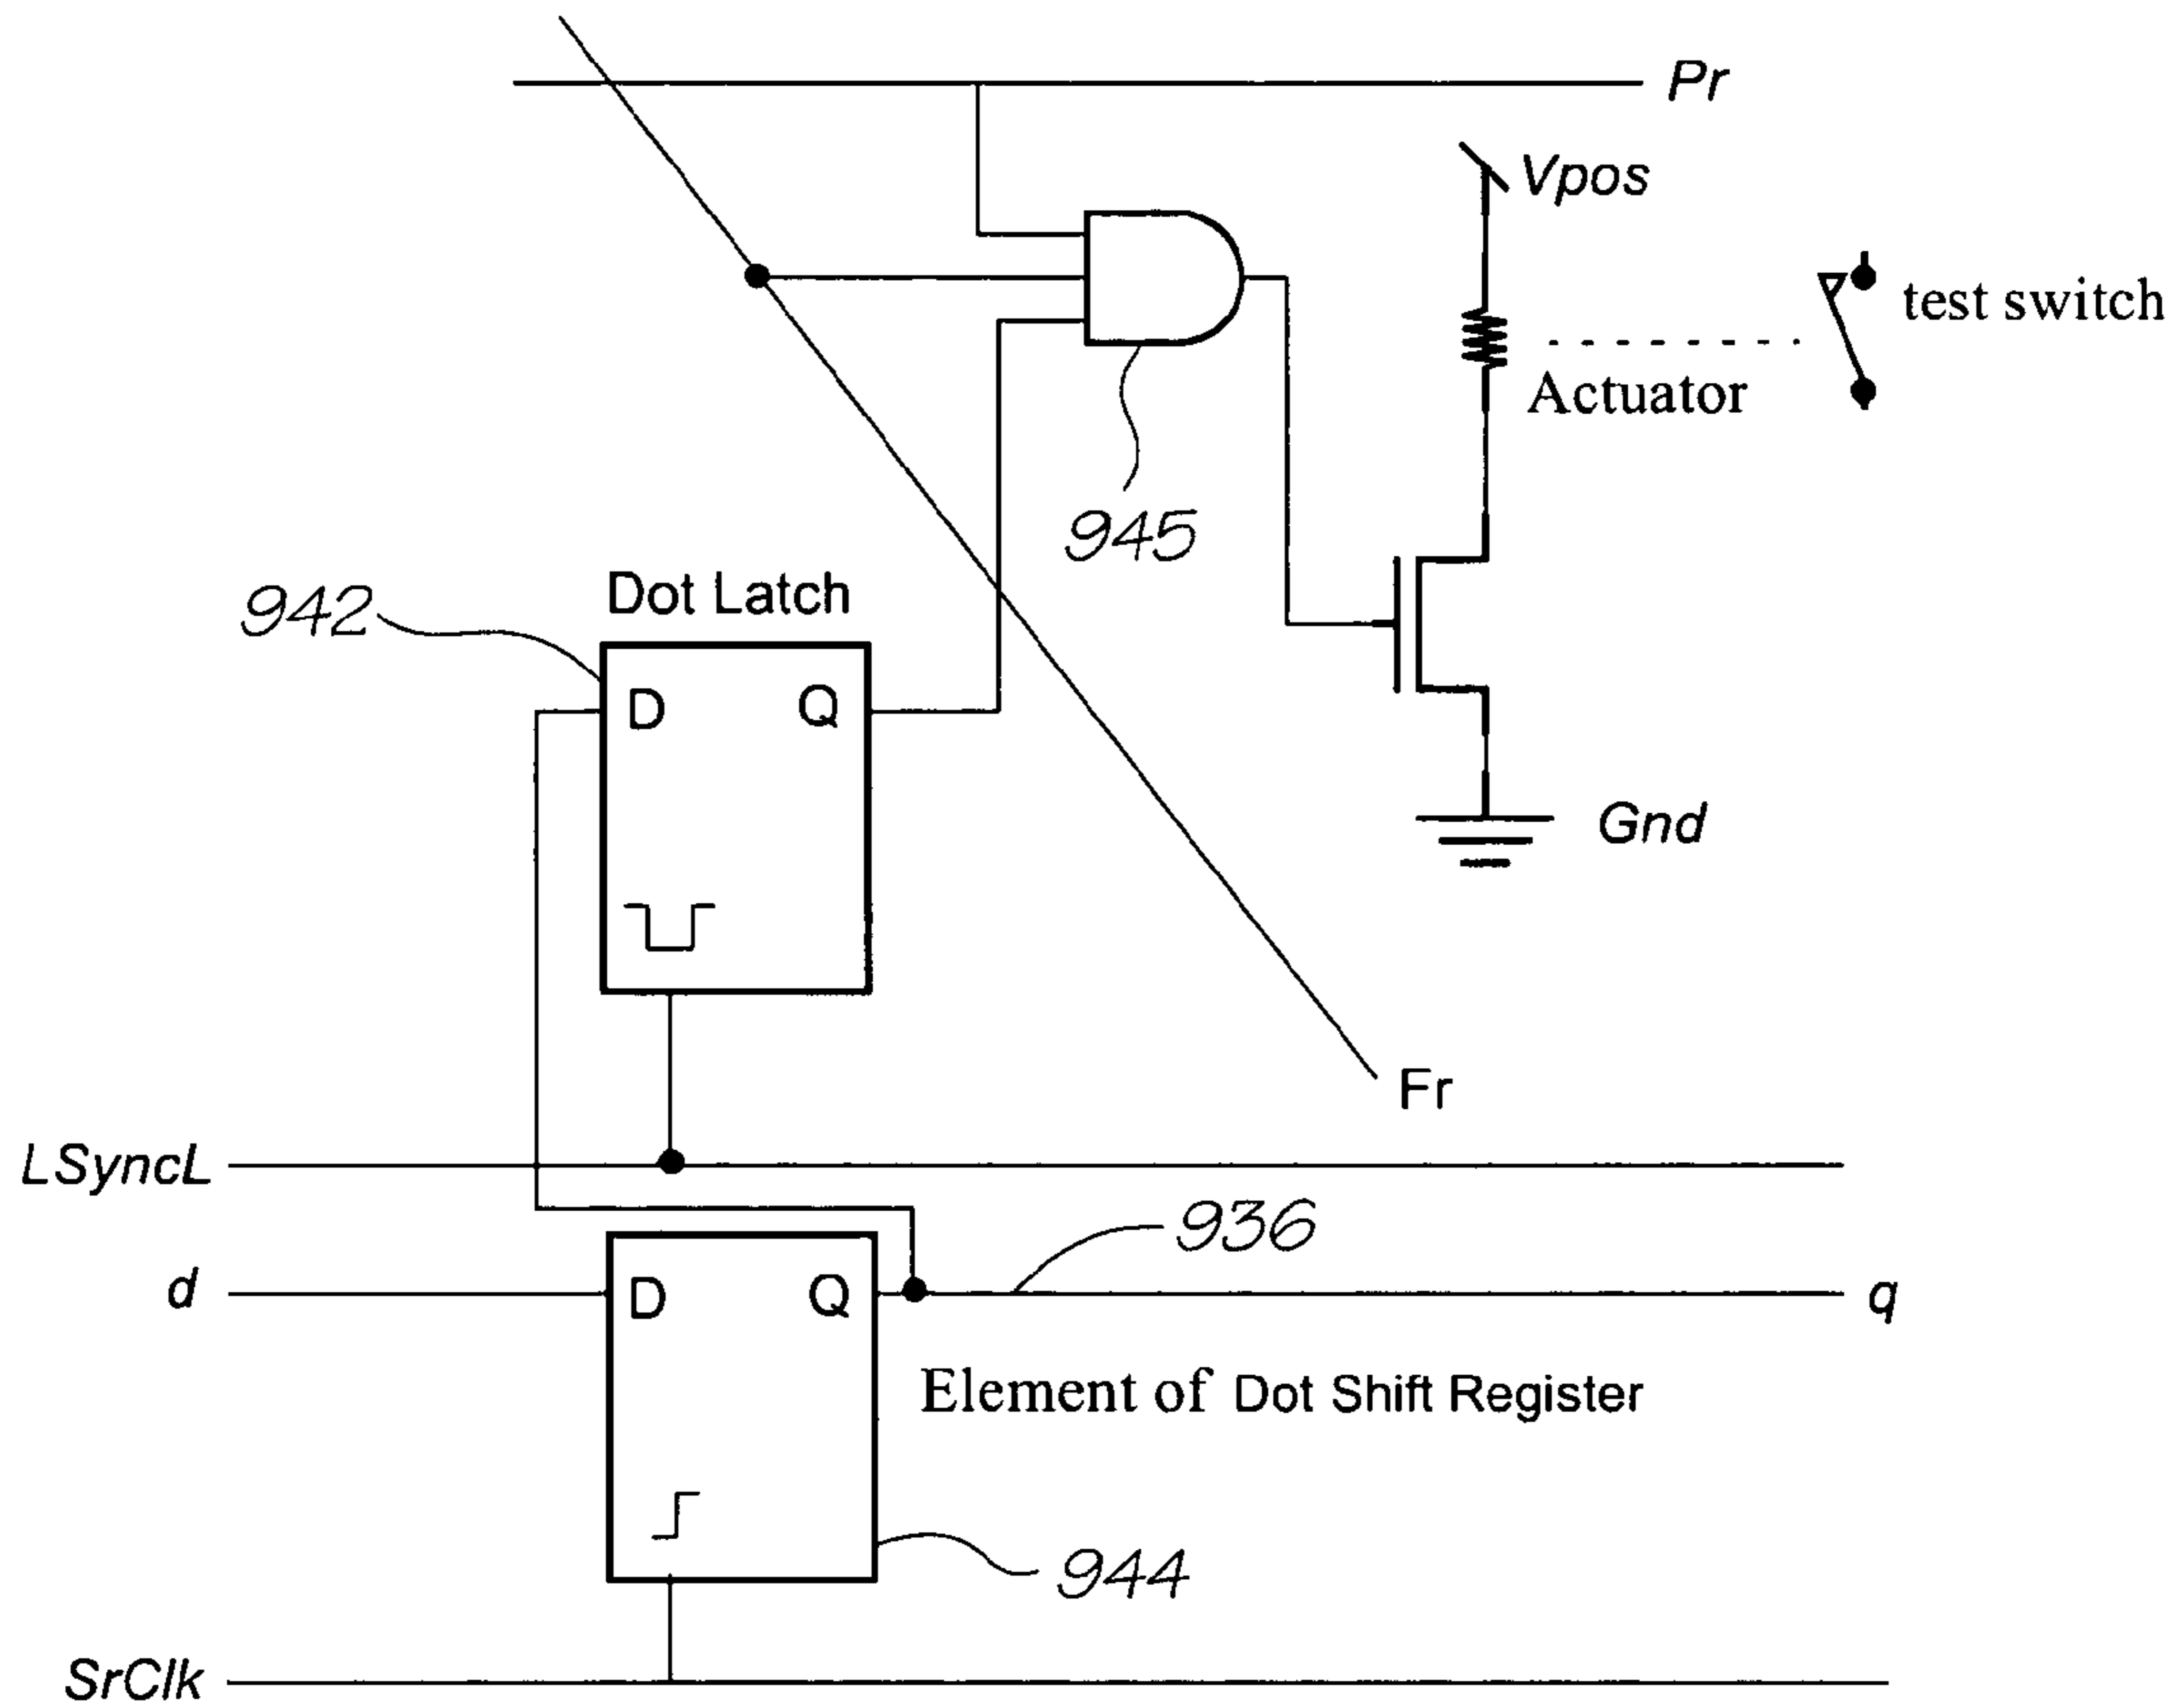 Pr
Vpos
test switch
Actuator
945
Dot Latch
942
D Q
Gnd
Fr
LSyncL
936
d D Q q
Element of Dot Shift Register
944
SrClk